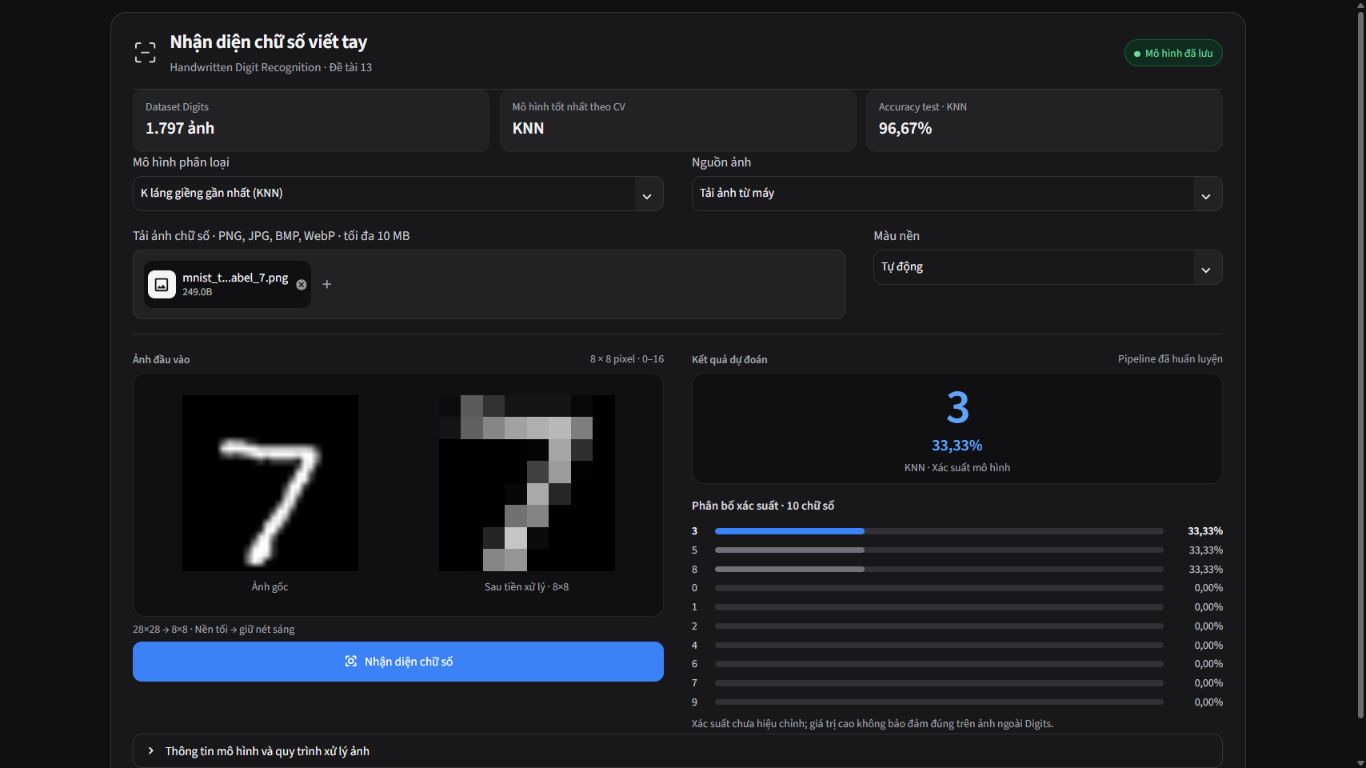 Nhận diện chữ số viết tay
Handwritten Digit Recognition · Đề tài 13
Mô hình đã lưu
Dataset Digits
1.797 ảnh
Mô hình tốt nhất theo CV
KNN
Accuracy test · KNN
96,67%
Mô hình phân loại
K láng giềng gần nhất (KNN)
Nguồn ảnh
Tải ảnh từ máy
Tải ảnh chữ số · PNG, JPG, BMP, WebP · tối đa 10 MB
mnist_t...abel_7.png
249.0B
Màu nền
Tự động
Ảnh đầu vào
8 × 8 pixel · 0–16
7
Ảnh gốc
Sau tiền xử lý · 8×8
28×28 → 8×8 · Nền tối → giữ nét sáng
Nhận diện chữ số
Kết quả dự đoán
Pipeline đã huấn luyện
3
33,33%
KNN · Xác suất mô hình
Phân bố xác suất · 10 chữ số
3 33,33%
5 33,33%
8 33,33%
0 0,00%
1 0,00%
2 0,00%
4 0,00%
6 0,00%
7 0,00%
9 0,00%
Xác suất chưa hiệu chỉnh; giá trị cao không bảo đảm đúng trên ảnh ngoài Digits.
Thông tin mô hình và quy trình xử lý ảnh